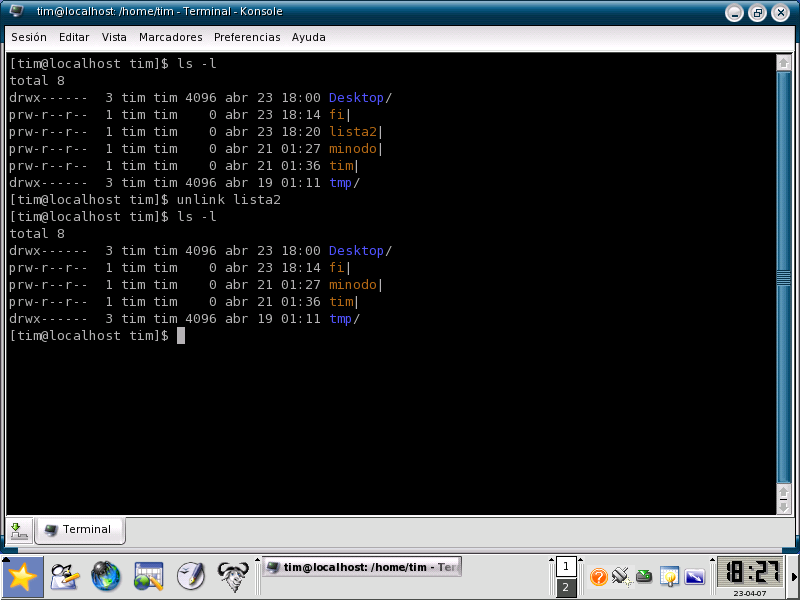 tim@localhost: /home/tim - Terminal - Konsole
Sesión Editar Vista Marcadores Preferencias Ayuda
[tim@localhost tim]$ ls -l
total 8
drwx------  3 tim tim 4096 abr 23 18:00 Desktop/
prw-r--r--  1 tim tim    0 abr 23 18:14 fi|
prw-r--r--  1 tim tim    0 abr 23 18:20 lista2|
prw-r--r--  1 tim tim    0 abr 21 01:27 minodo|
prw-r--r--  1 tim tim    0 abr 21 01:36 tim|
drwx------  3 tim tim 4096 abr 19 01:11 tmp/
[tim@localhost tim]$ unlink lista2
[tim@localhost tim]$ ls -l
total 8
drwx------  3 tim tim 4096 abr 23 18:00 Desktop/
prw-r--r--  1 tim tim    0 abr 23 18:14 fi|
prw-r--r--  1 tim tim    0 abr 21 01:27 minodo|
prw-r--r--  1 tim tim    0 abr 21 01:36 tim|
drwx------  3 tim tim 4096 abr 19 01:11 tmp/
[tim@localhost tim]$
Terminal
tim@localhost: /home/tim - Ter
1
2
18:27
23-04-07